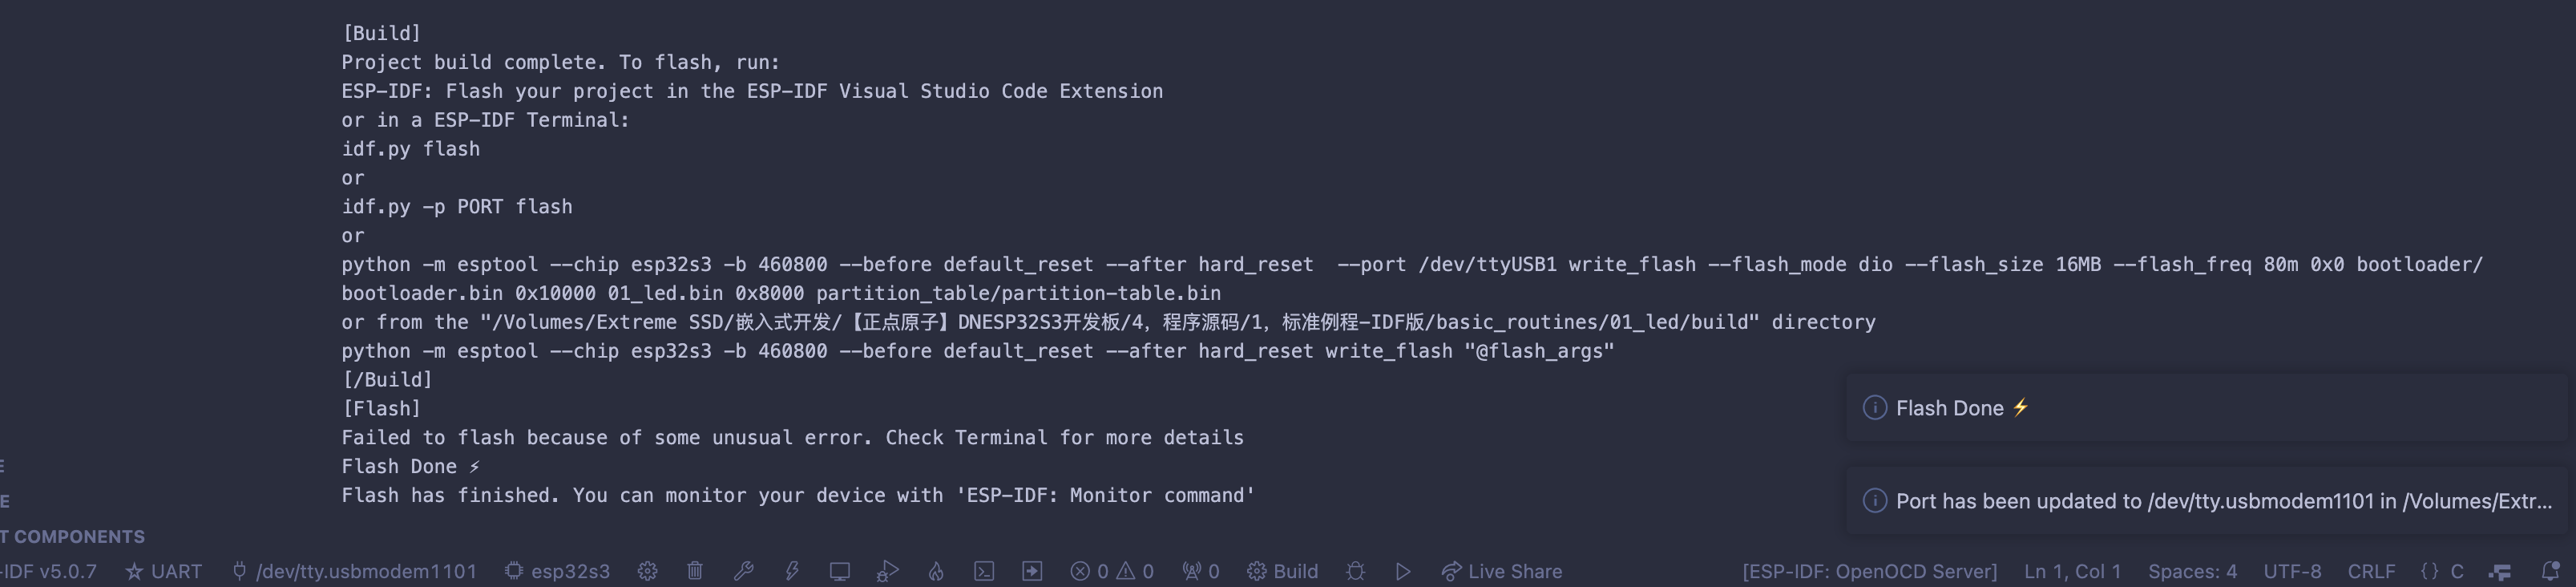 [Build]
Project build complete. To flash, run:
ESP-IDF: Flash your project in the ESP-IDF Visual Studio Code Extension
or in a ESP-IDF Terminal:
idf.py flash
or
idf.py -p PORT flash
or
python -m esptool --chip esp32s3 -b 460800 --before default_reset --after hard_reset  --port /dev/ttyUSB1 write_flash --flash_mode dio --flash_size 16MB --flash_freq 80m 0x0 bootloader/
bootloader.bin 0x10000 01_led.bin 0x8000 partition_table/partition-table.bin
or from the "/Volumes/Extreme SSD/嵌入式开发/【正点原子】DNESP32S3开发板/4，程序源码/1，标准例程-IDF版/basic_routines/01_led/build" directory
python -m esptool --chip esp32s3 -b 460800 --before default_reset --after hard_reset write_flash "@flash_args"
[/Build]
[Flash]
Failed to flash because of some unusual error. Check Terminal for more details
Flash Done ⚡
Flash has finished. You can monitor your device with 'ESP-IDF: Monitor command'
Flash Done ⚡
Port has been updated to /dev/tty.usbmodem1101 in /Volumes/Extr...
E
E
T COMPONENTS
-IDF v5.0.7 UART /dev/tty.usbmodem1101 esp32s3 0 0 0 Build Live Share [ESP-IDF: OpenOCD Server] Ln 1, Col 1 Spaces: 4 UTF-8 CRLF {} C